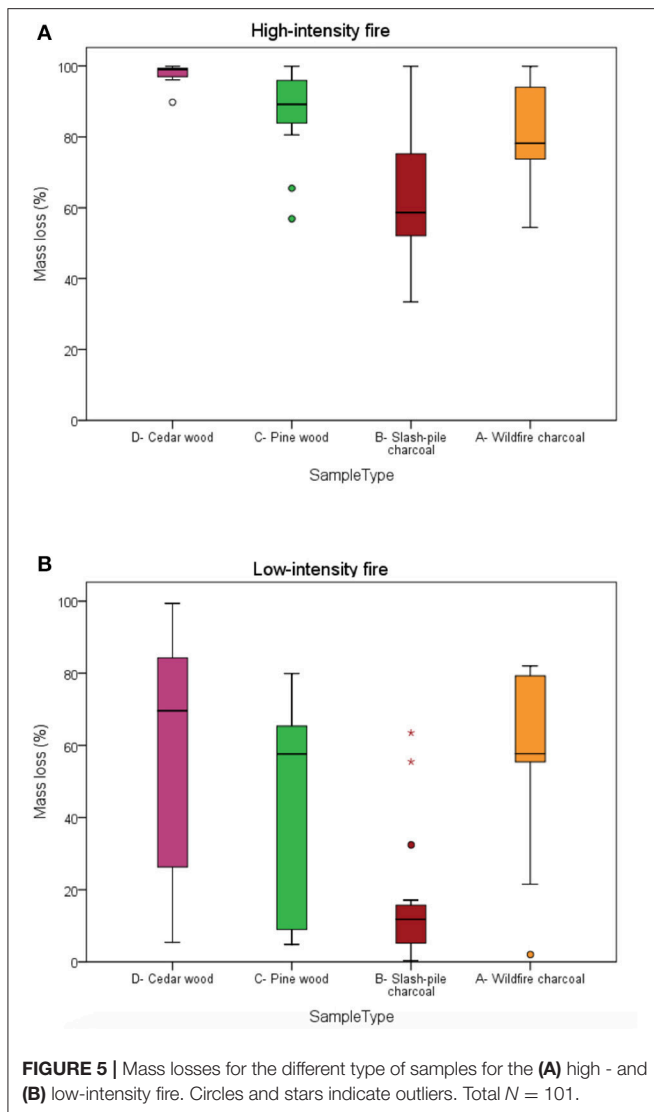 A
High-intensity fire
100
80
60
40
20
0
Mass loss (%)
D- Cedar wood
C- Pine wood
B- Slash-pile
charcoal
A- Wildfire charcoal
SampleType
B
Low-intensity fire
100
80
60
40
20
0
Mass loss (%)
D- Cedar wood
C- Pine wood
B- Slash-pile
charcoal
A- Wildfire charcoal
SampleType
FIGURE 5 | Mass losses for the different type of samples for the (A) high - and
(B) low-intensity fire. Circles and stars indicate outliers. Total N = 101.